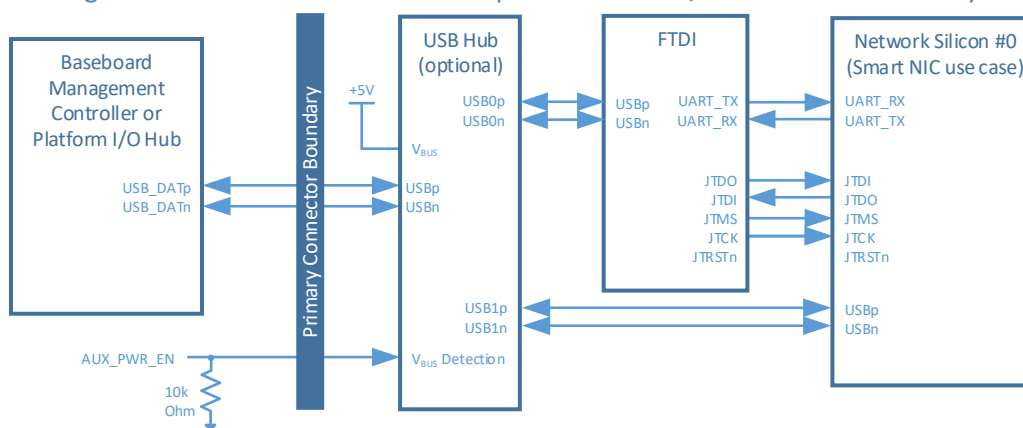 Baseboard
Management
Controller or
Platform I/O Hub
USB_DATp
USB_DATn
AUX_PWR_EN
10k
Ohm
Primary Connector Boundary
+5V
USB Hub
(optional)
USB0p
USB0n
VBUS
USBp
USBn
USB1p
USB1n
VBUS Detection
FTDI
USBp
USBn
UART_TX
UART_RX
JTDO
JTDI
JTMS
JTCK
JTRSTn
Network Silicon #0
(Smart NIC use case)
UART_RX
UART_TX
JTDI
JTDO
JTMS
JTCK
JTRSTn
USBp
USBn